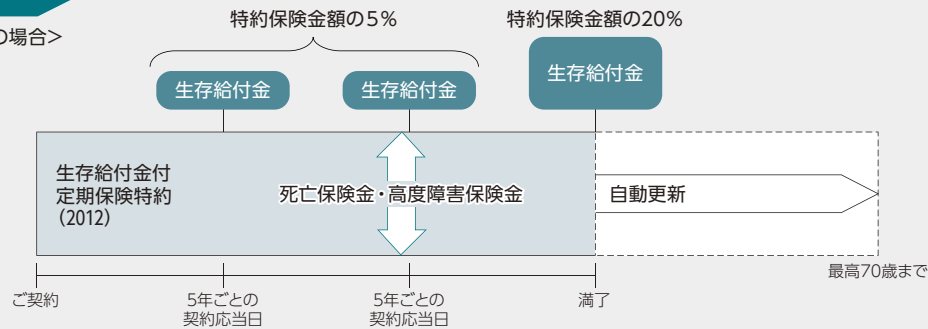 の場合>
特約保険金額の5%
特約保険金額の20%
生存給付金
生存給付金
生存給付金
生存給付金付
定期保険特約
(2012)
死亡保険金・高度障害保険金
自動更新
最高70歳まで
ご契約
5年ごとの
契約応当日
5年ごとの
契約応当日
満了